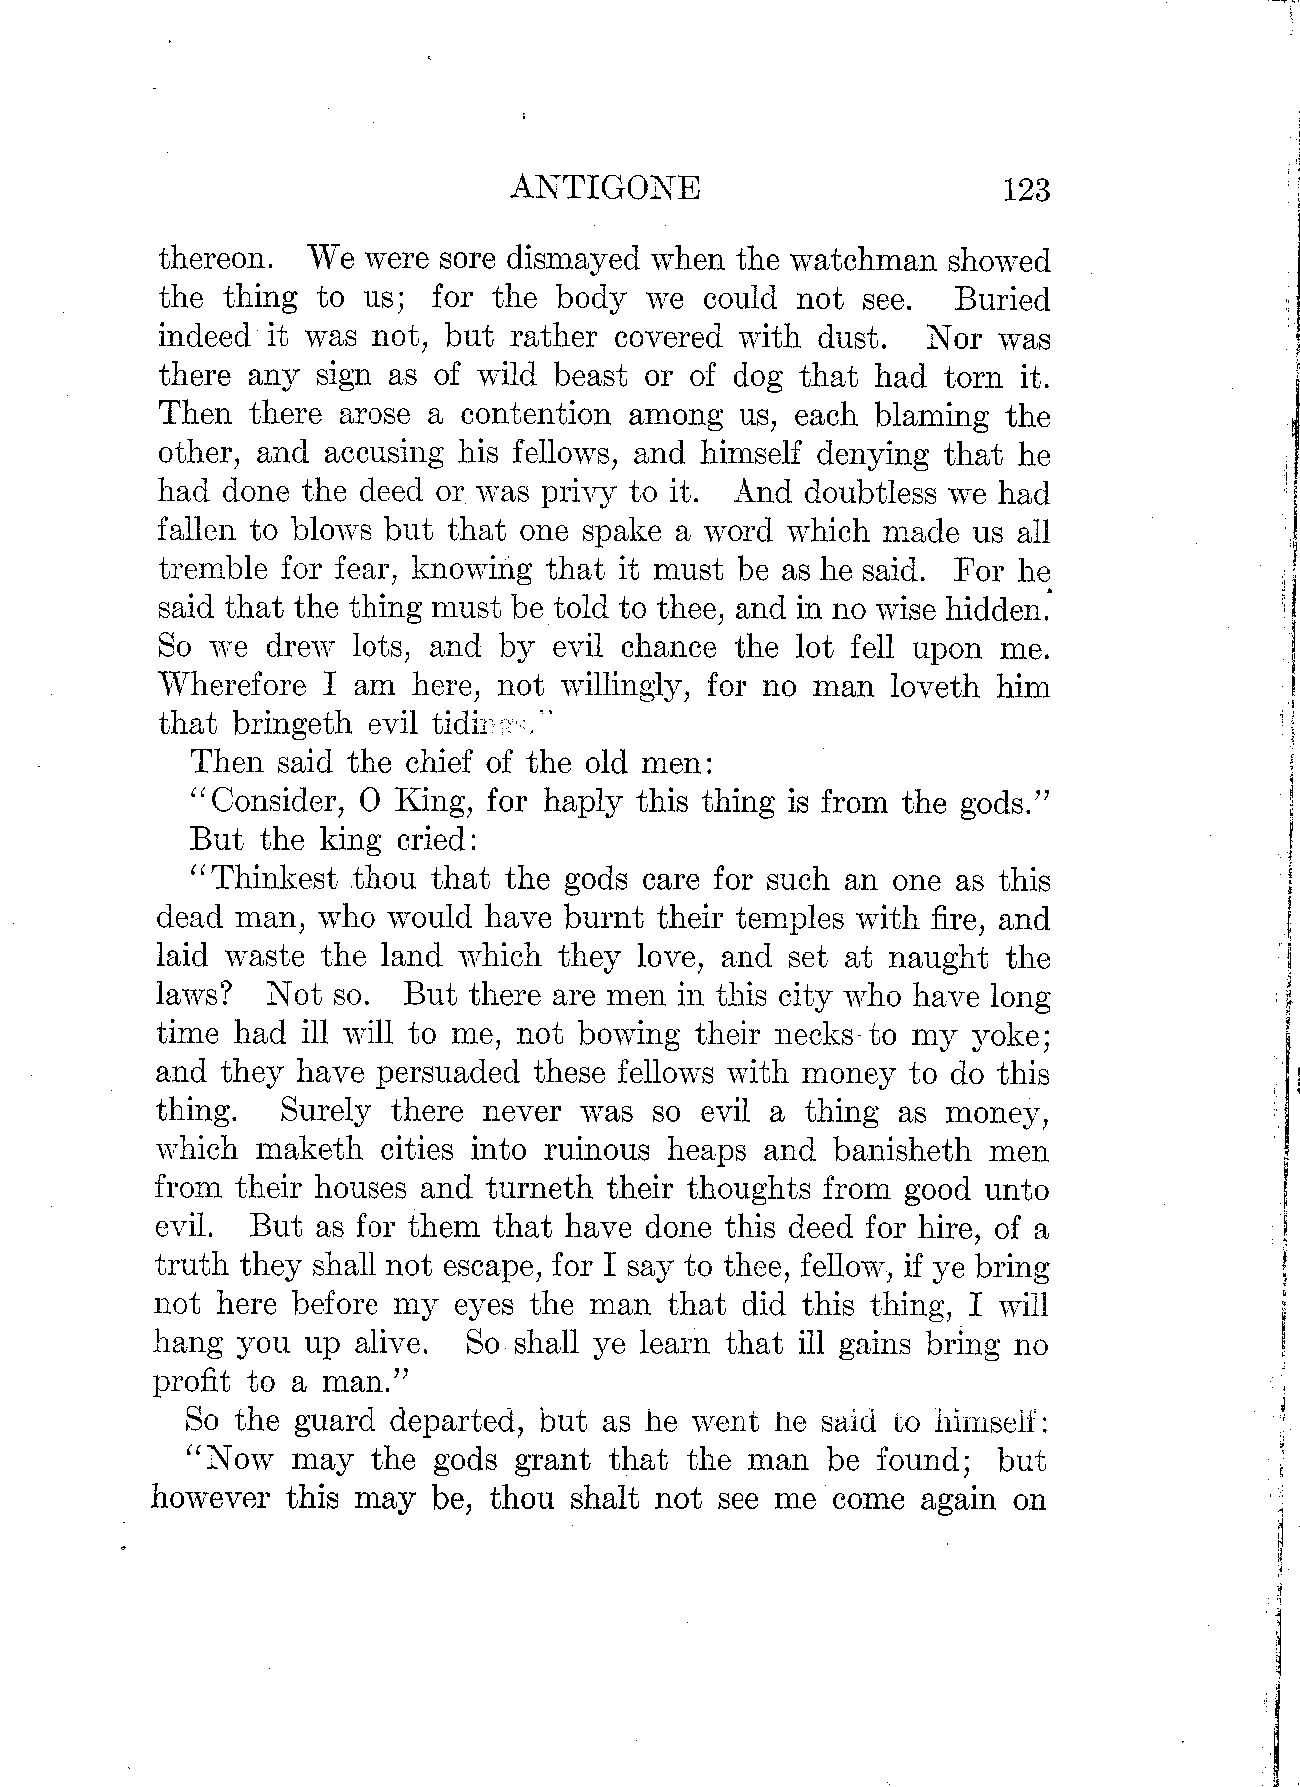 ANTIGONE 123
thereon. We were sore dismayed when the watchman showed
the thing to us; for the body we could not see. Buried
indeed it was not, but rather covered with dust. Nor was
there any sign as of wild beast or of dog that had torn it.
Then there arose a contention among us, each blaming the
other, and accusing his fellows, and himself denying that he
had done the deed or was privy to it. And doubtless we had
fallen to blows but that one spake a word which made us all
tremble for fear, knowing that it must be as he said. For he
said that the thing must be told to thee, and in no wise hidden.
So we drew lots, and by evil chance the lot fell upon me.
Wherefore I am here, not willingly, for no man loveth him
that bringeth evil
Then said the chief of the old men:
"Consider, O King, for haply this thing is from the gods."
But the king cried:
"Thinkest thou that the gods care for such an one as this
dead man, who would have burnt their temples with fire, and
laid waste the land which they love, and set at naught the
laws? Not so. But there are men in this city who have long
time had ill will to me, not bowing their necks to my yoke;
and they have persuaded these fellows with money to do this
thing. Surely there never was so evil a thing as money,
which maketh cities into ruinous heaps and banisheth men
from their houses and turneth their thoughts from good unto
evil. But as for them that have done this deed for hire, of a
truth they shall not escape, for I say to thee, fellow, if ye bring
not here before my eyes the man that did this thing, I will
hang you up alive. So shall ye learn that ill gains bring no
profit to a man."
So the guard departed, but as he went he said to himself:
"Now may the gods grant that the man be found; but
however this may be, thou shalt not see me come again on